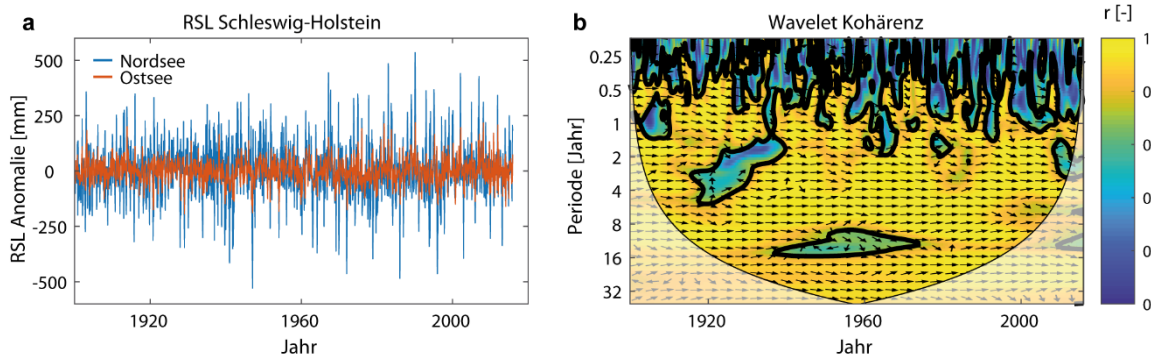 a
RSL Schleswig-Holstein
RSL Anomalie [mm]
500
250
0
-250
-500
Nordsee
Ostsee
1920
1960
2000
Jahr
b
Wavelet Kohärenz
Periode [Jahr]
0.25
0.5
1
2
4
8
16
32
1920
1960
2000
Jahr
r [-]
1
0
0
0
0
0